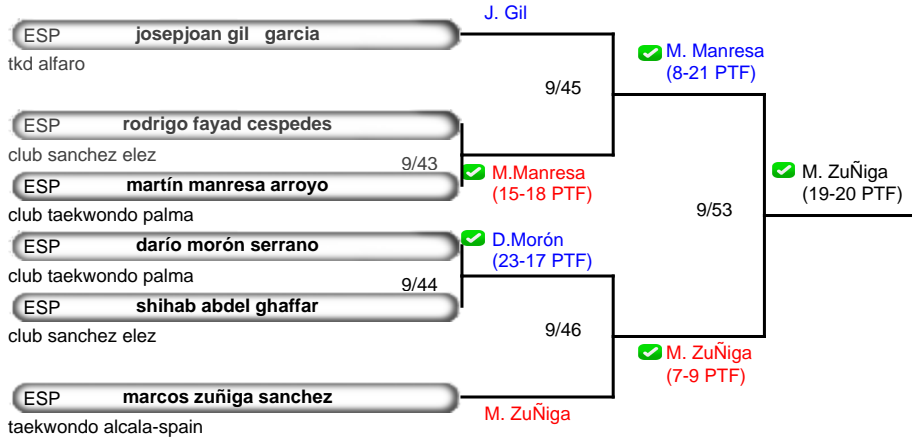 J. Gil
ESP josepjoan gil garcia
tkd alfaro
9/45
M. Manresa
(8-21 PTF)
ESP rodrigo fayad cespedes
club sanchez elez
9/43
M.Manresa
(15-18 PTF)
ESP martín manresa arroyo
club taekwondo palma
9/53
M. ZuÑiga
(19-20 PTF)
ESP darío morón serrano
club taekwondo palma
D.Morón
(23-17 PTF)
9/44
ESP shihab abdel ghaffar
club sanchez elez
9/46
M. ZuÑiga
(7-9 PTF)
ESP marcos zuñiga sanchez
M. ZuÑiga
taekwondo alcala-spain